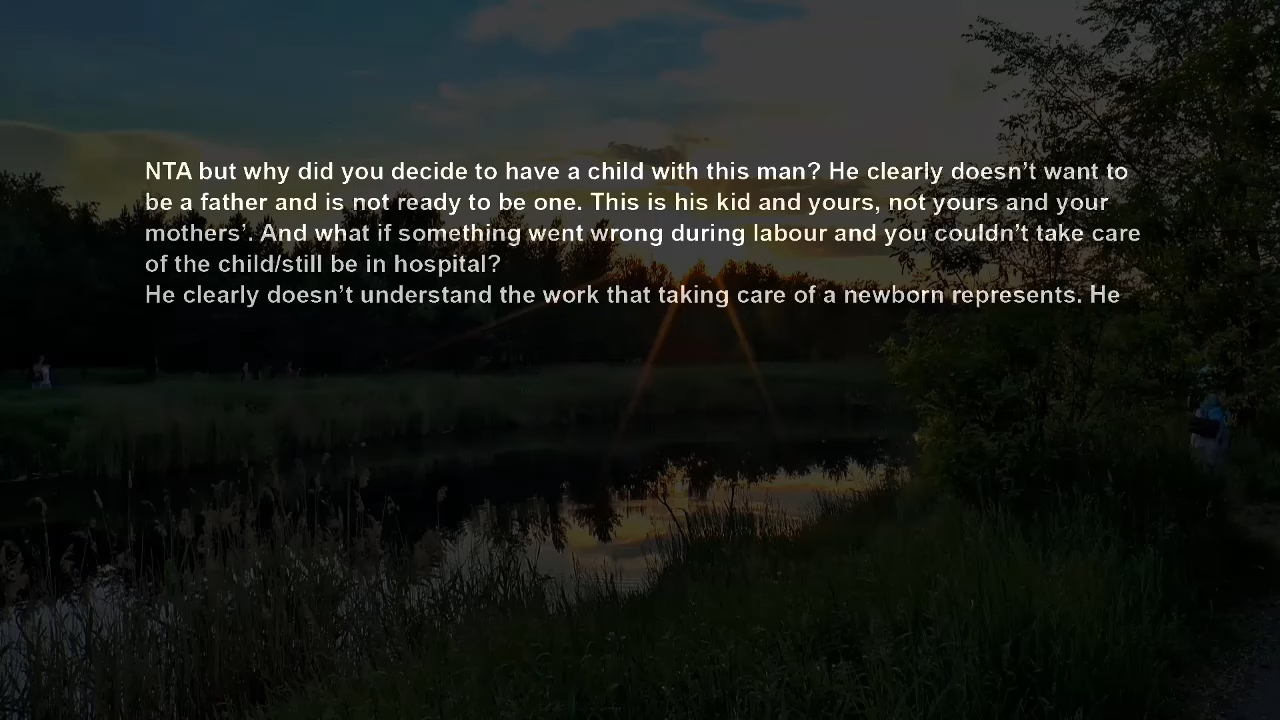 NTA but why did you decide to have a child with this man? He clearly doesn’t want to
be a father and is not ready to be one. This is his kid and yours, not yours and your
mothers’. And what if something went wrong during labour and you couldn’t take care
of the child/still be in hospital?
He clearly doesn’t understand the work that taking care of a newborn represents. He